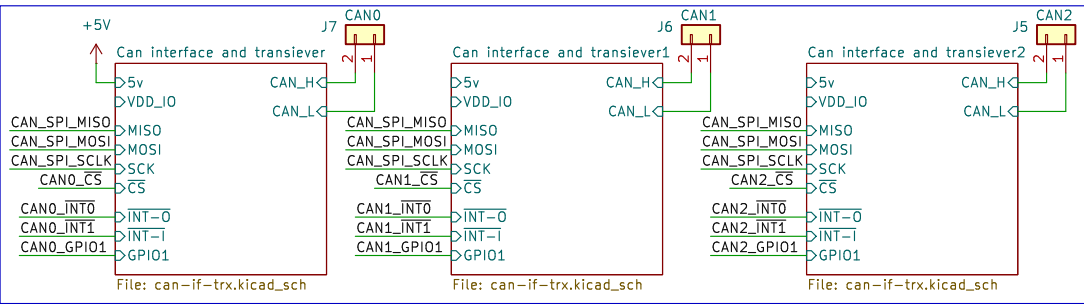 CAN0
+5V
J7
2
1
Can interface and transiever
5v
CAN_H
VDD_IO
CAN_L
CAN_SPI_MISO
MISO
CAN_SPI_MOSI
MOSI
CAN_SPI_SCLK
SCK
CAN0_CS
CS
CAN0_INT0
INT-O
CAN0_INT1
INT-I
CAN0_GPIO1
GPIO1
File: can-if-trx.kicad_sch
CAN1
J6
2
1
Can interface and transiever1
5v
CAN_H
VDD_IO
CAN_L
CAN_SPI_MISO
MISO
CAN_SPI_MOSI
MOSI
CAN_SPI_SCLK
SCK
CAN1_CS
CS
CAN1_INT0
INT-O
CAN1_INT1
INT-I
CAN1_GPIO1
GPIO1
File: can-if-trx.kicad_sch
CAN2
J5
2
1
Can interface and transiever2
5v
CAN_H
VDD_IO
CAN_L
CAN_SPI_MISO
MISO
CAN_SPI_MOSI
MOSI
CAN_SPI_SCLK
SCK
CAN2_CS
CS
CAN2_INT0
INT-O
CAN2_INT1
INT-I
CAN2_GPIO1
GPIO1
File: can-if-trx.kicad_sch